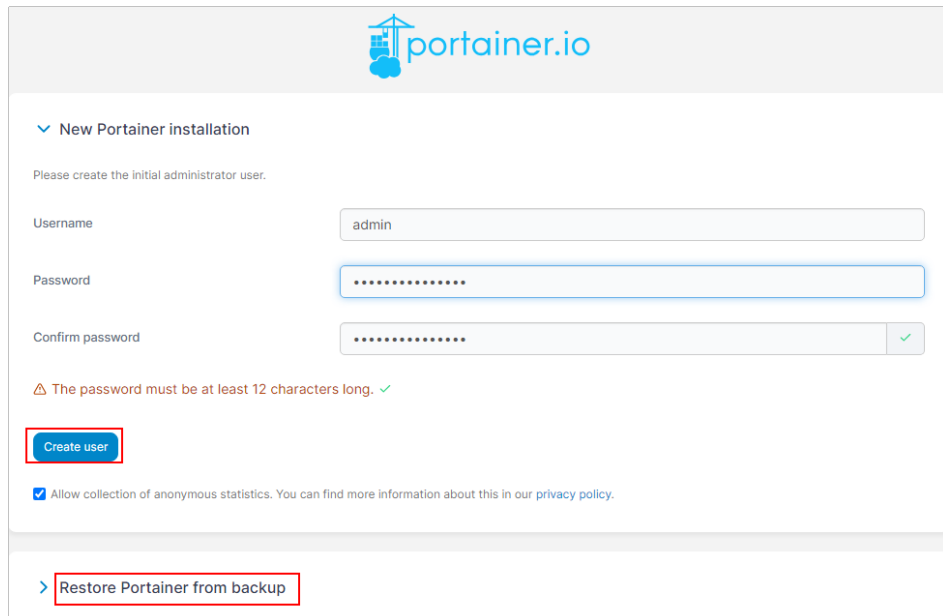 portainer.io
New Portainer installation
Please create the initial administrator user.
Username
admin
Password
•••••••••••••••
Confirm password
•••••••••••••••
The password must be at least 12 characters long.
Create user
Allow collection of anonymous statistics. You can find more information about this in our privacy policy.
Restore Portainer from backup